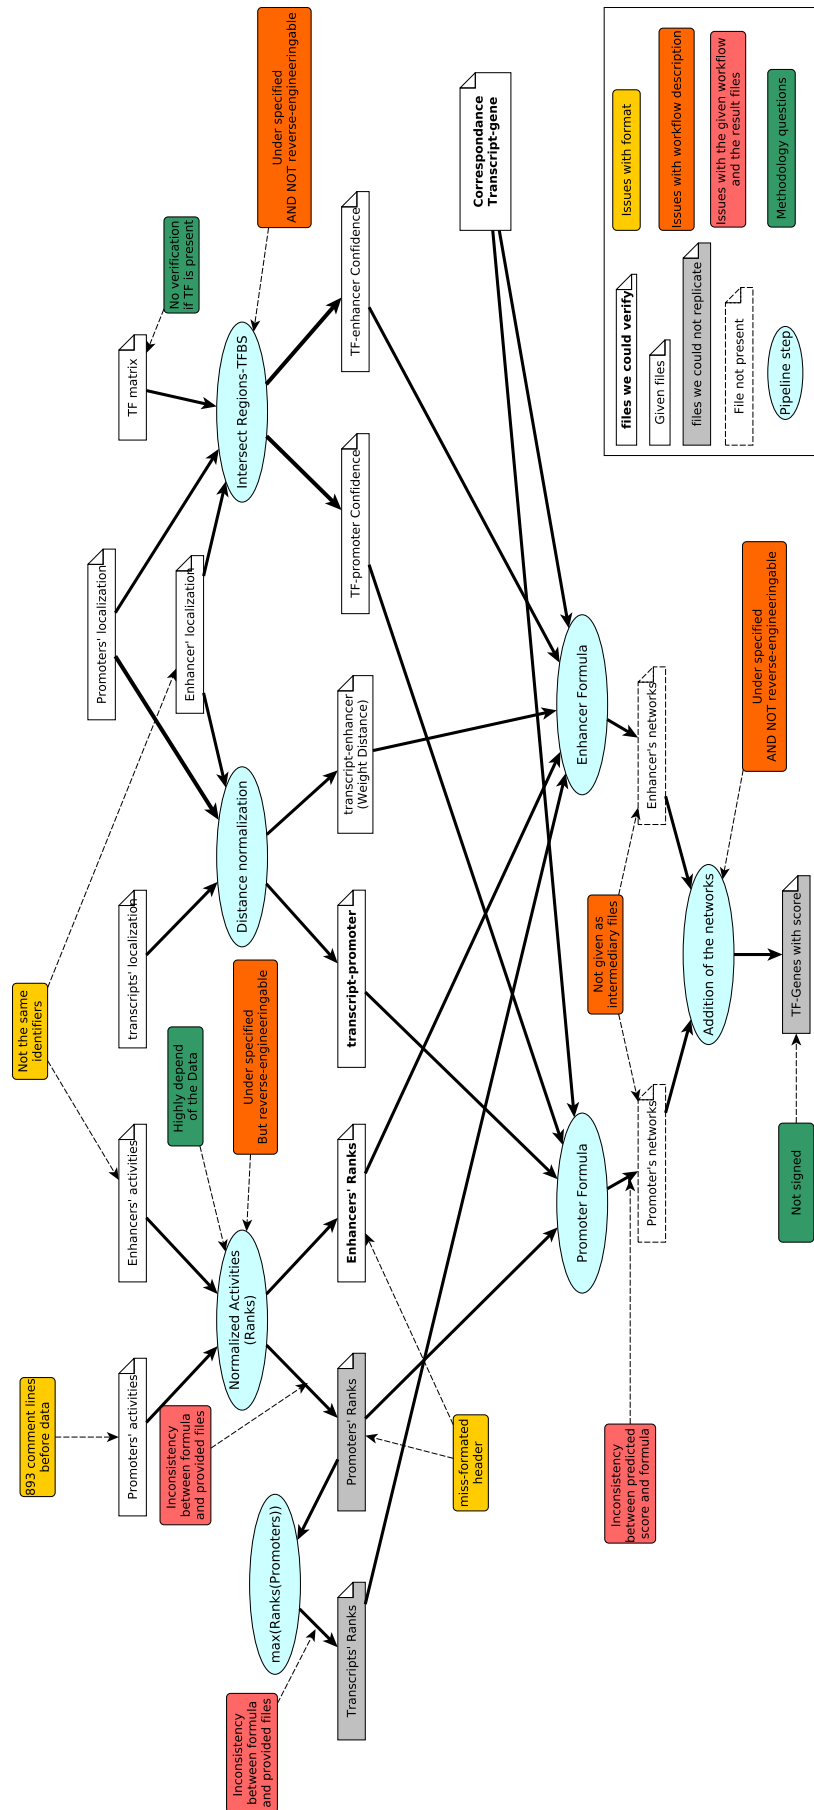 893 comment lines
before data
Not the same
identifiers
Promoters' activities
Enhancers' activities
transcripts' localization
Promoters' localization
Enhancer' localization
TF matrix
No verification
if TF is present
Under specified
AND NOT reverse-engineeringable
Inconsistency
between formula
and provided files
Highly depend
of the Data
Under specified
But reverse-engineeringable
Normalized Activities
(Ranks)
Distance normalization
Intersect Regions-TFBS
max(Ranks(Promoters))
Inconsistency
between formula
and provided files
Transcripts' Ranks
Promoters' Ranks
Enhancers' Ranks
transcript-promoter
transcript-enhancer
(Weight Distance)
TF-promoter Confidence
TF-enhancer Confidence
miss-formated
header
Correspondance
Transcript-gene
Promoter Formula
Enhancer Formula
Inconsistency
between predicted
score and formula
Not given as
intermediary files
Promoter's networks
Enhancer's networks
Addition of the networks
Under specified
AND NOT reverse-engineeringable
Not signed
TF-Genes with score
files we could verify
Given files
files we could not replicate
File not present
Pipeline step
Issues with format
Issues with workflow description
Issues with the given workflow
and the result files
Methodology questions